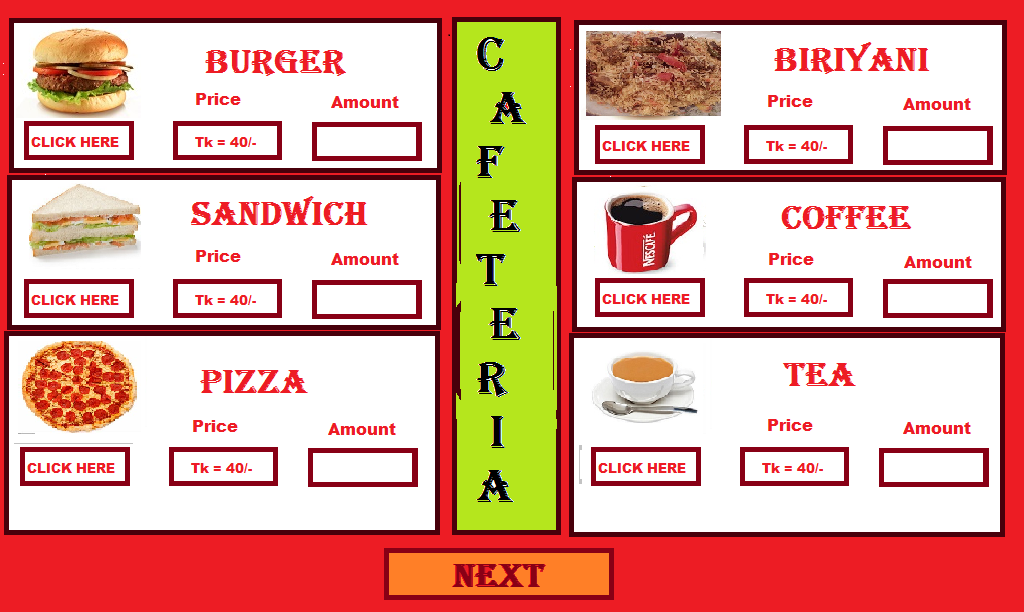 BURGER
Price
Amount
CLICK HERE
Tk = 40/-
SANDWICH
Price
Amount
CLICK HERE
Tk = 40/-
PIZZA
Price
Amount
CLICK HERE
Tk = 40/-
C
A
F
E
T
E
R
I
A
BIRIYANI
Price
Amount
CLICK HERE
Tk = 40/-
COFFEE
NESCAFÉ
Price
Amount
CLICK HERE
Tk = 40/-
TEA
Price
Amount
CLICK HERE
Tk = 40/-
NEXT